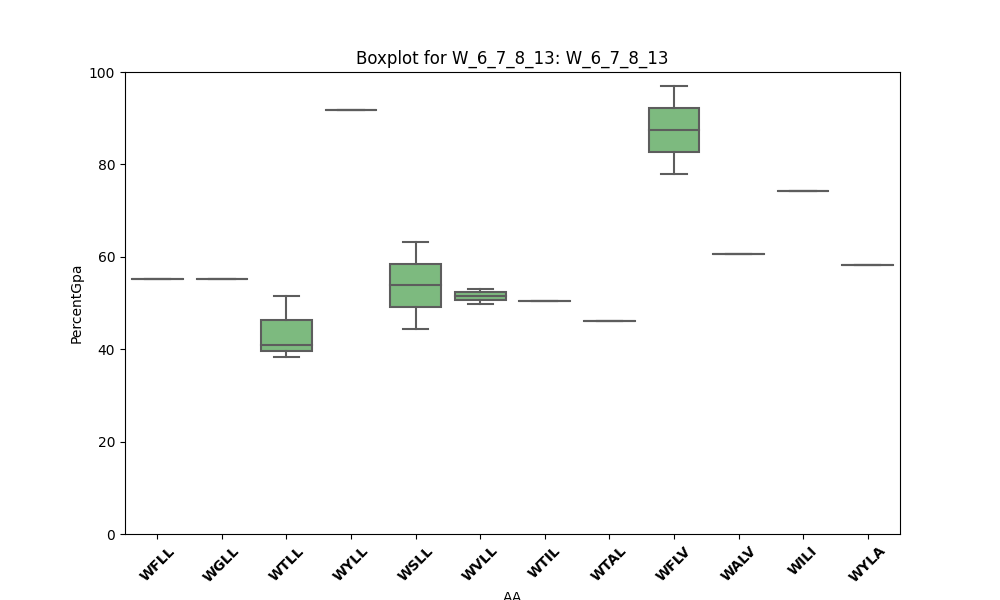 Boxplot for W_6_7_8_13: W_6_7_8_13
100
80
60
40
20
0
PercentGpa
WFLL
WGLL
WTLL
WYLL
WSLL
WVLL
WTIL
WTAL
WFLV
WALV
WILI
WYLA
AA